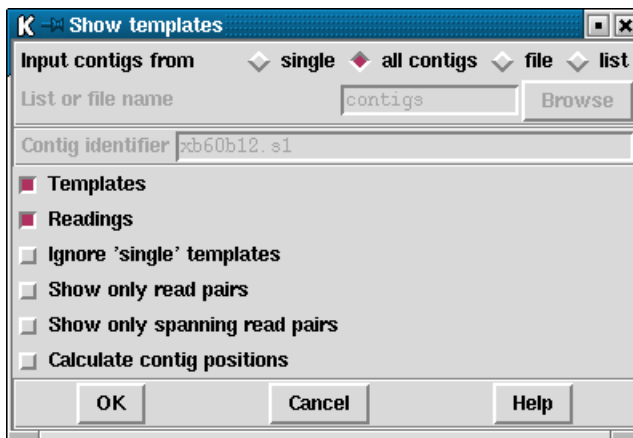 K Show templates
Input contigs from single all contigs file list
List or file name contigs Browse
Contig identifier xb60b12.s1
Templates
Readings
Ignore 'single' templates
Show only read pairs
Show only spanning read pairs
Calculate contig positions
OK Cancel Help